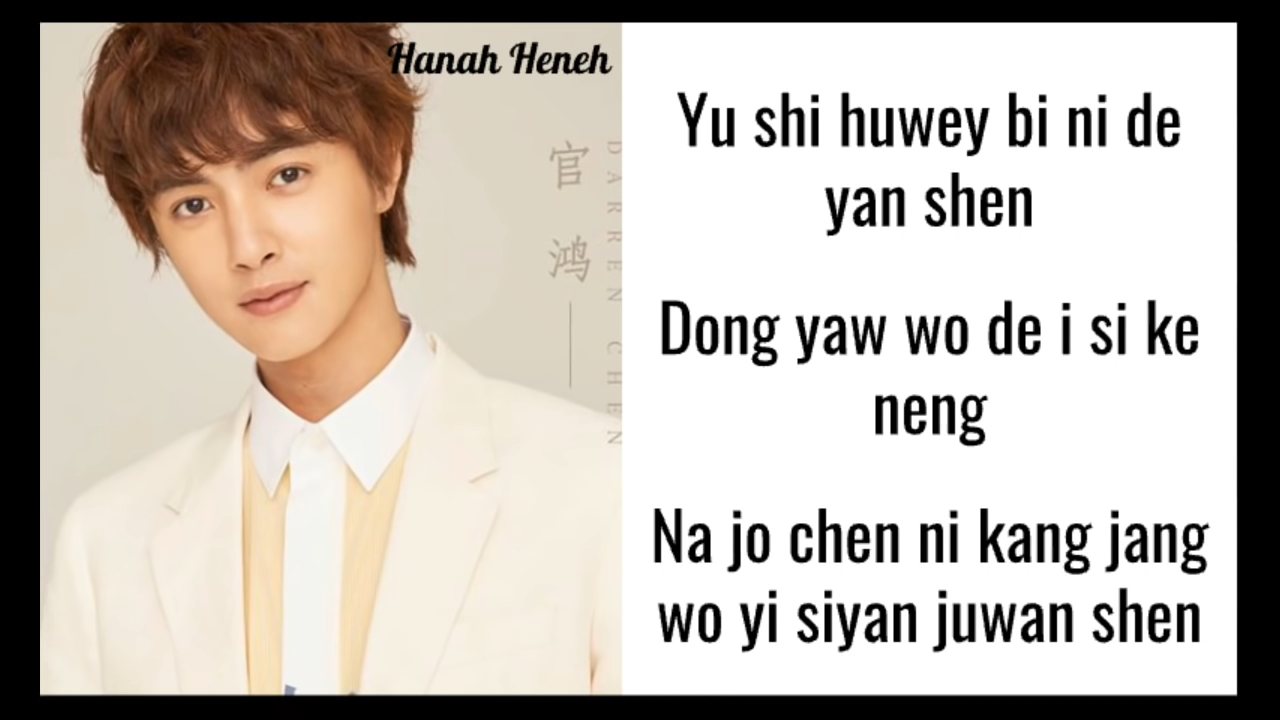 Hanah Heneh
官鸿
DARREN CHEN
Yu shi huwey bi ni de
yan shen
Dong yaw wo de i si ke
neng
Na jo chen ni kang jang
wo yi siyan juwan shen